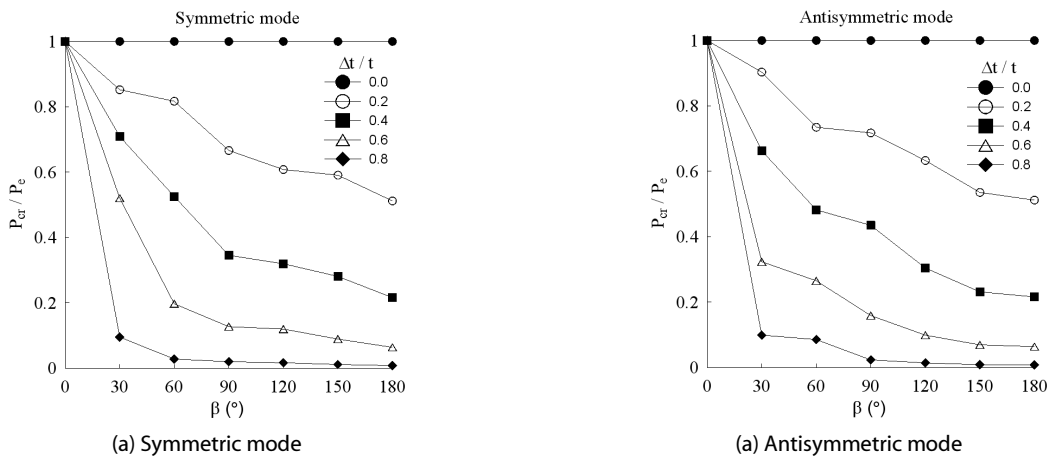 Symmetric mode
1
0.8
0.6
0.4
0.2
0
P_cr / P_e
Δt / t
0.0
0.2
0.4
0.6
0.8
0 30 60 90 120 150 180
β (°)
(a) Symmetric mode
Antisymmetric mode
1
0.8
0.6
0.4
0.2
0
P_cr / P_e
Δt / t
0.0
0.2
0.4
0.6
0.8
0 30 60 90 120 150 180
β (°)
(a) Antisymmetric mode